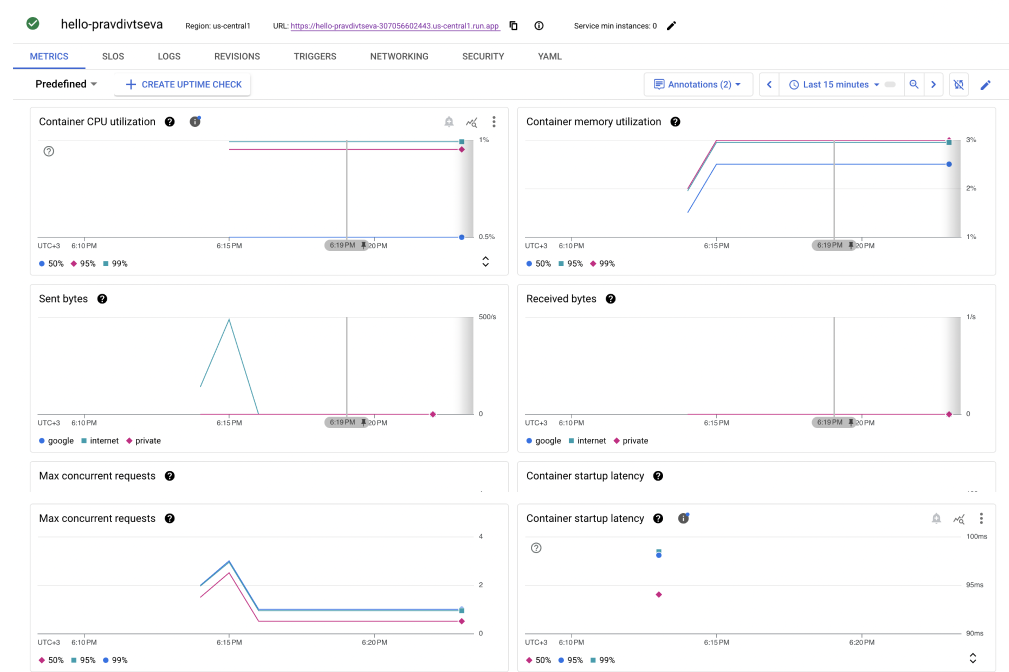 hello-pravdivtseva Region: us-central1 URL: https://hello-pravdivtseva-307056602443.us-central1.run.app Service min instances: 0
METRICS SLOS LOGS REVISIONS TRIGGERS NETWORKING SECURITY YAML
Predefined + CREATE UPTIME CHECK Annotations (2) Last 15 minutes
Container CPU utilization
1%
0.5%
UTC+3 6:10 PM 6:15 PM 6:19 PM 20 PM
50% 95% 99%
Container memory utilization
3%
2%
1%
UTC+3 6:10 PM 6:15 PM 6:19 PM 20 PM
50% 95% 99%
Sent bytes
500/s
0
UTC+3 6:10 PM 6:15 PM 6:19 PM 20 PM
google internet private
Received bytes
1/s
0
UTC+3 6:10 PM 6:15 PM 6:19 PM 20 PM
google internet private
Max concurrent requests
Container startup latency
Max concurrent requests
4
2
0
UTC+3 6:10 PM 6:15 PM 6:20 PM
50% 95% 99%
Container startup latency
100ms
95ms
90ms
UTC+3 6:10 PM 6:15 PM 6:20 PM
50% 95% 99%